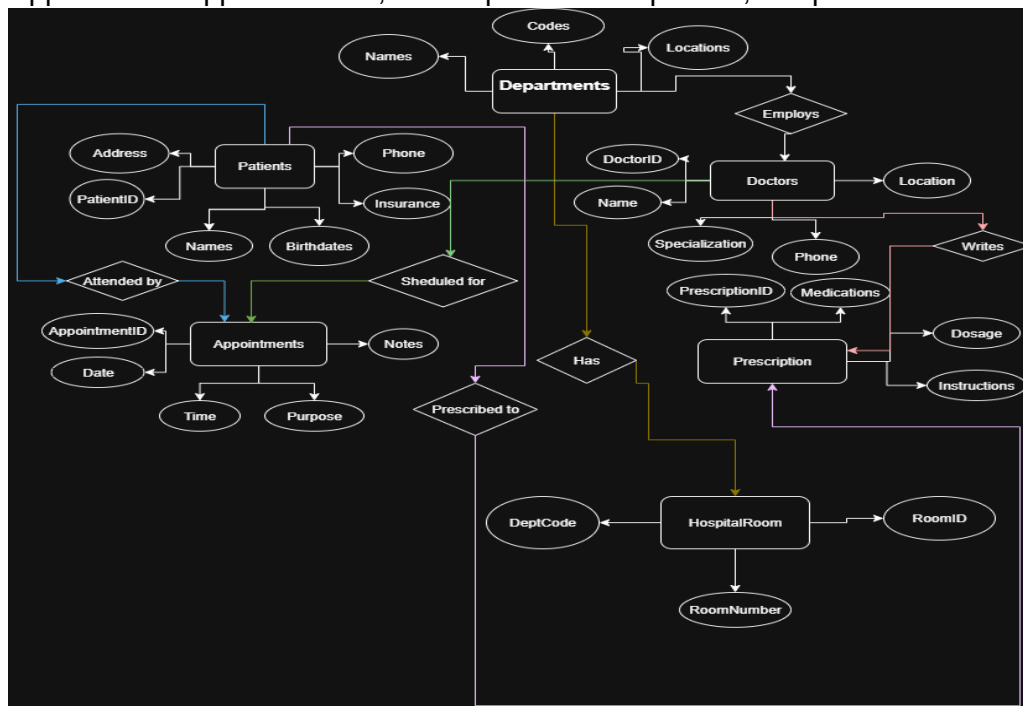 Codes
Names
Locations
Departments
Employs
Address
Phone
Patients
DoctorID
Doctors
Location
PatientID
Insurance
Name
Names
Birthdates
Specialization
Phone
Writes
Attended by
Sheduled for
PrescriptionID
Medications
AppointmentID
Appointments
Notes
Dosage
Date
Has
Prescription
Instructions
Time
Purpose
Prescribed to
DeptCode
HospitalRoom
RoomID
RoomNumber